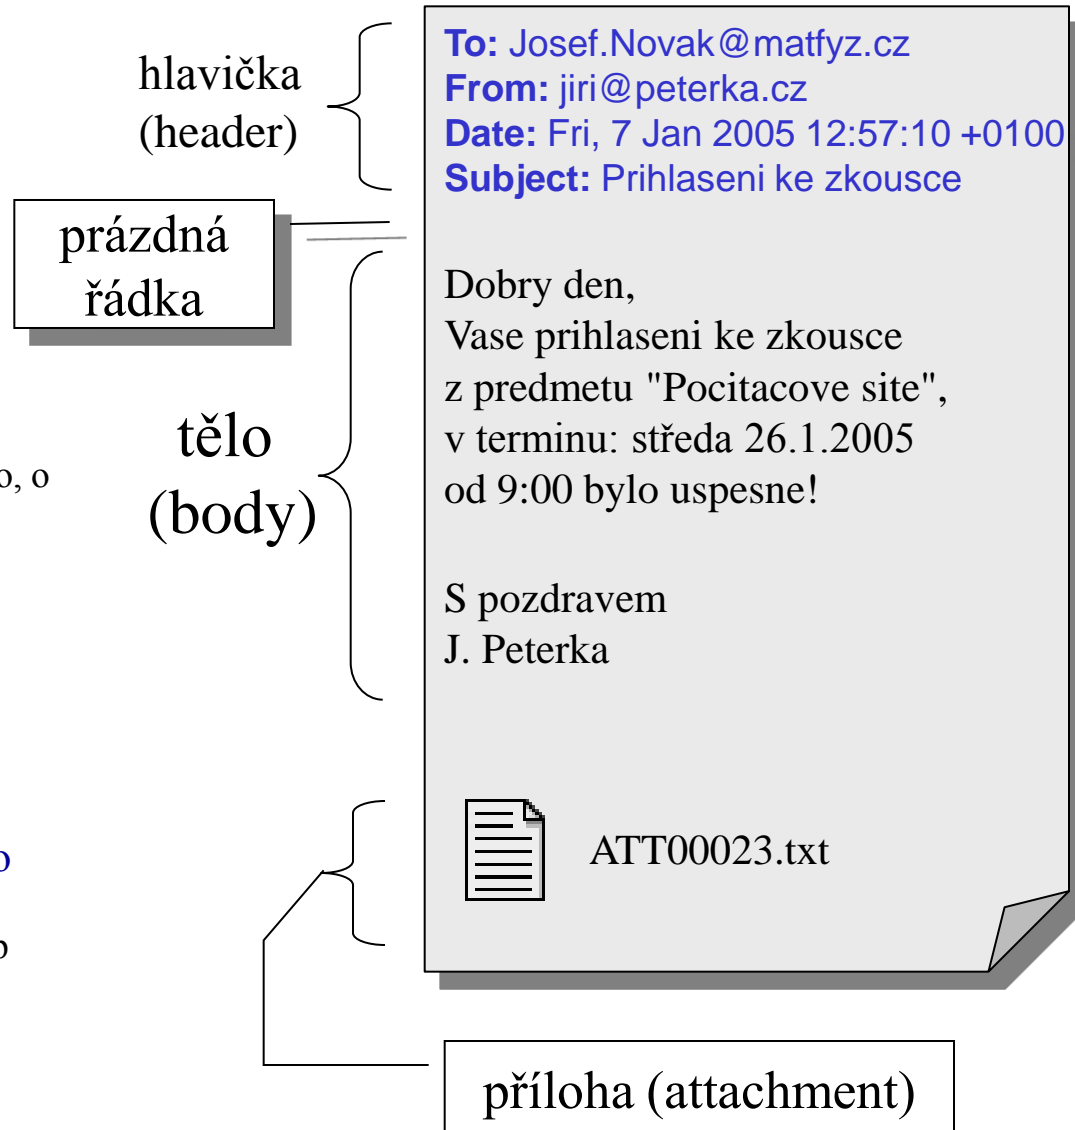 hlavička
(header)
To: Josef.Novak@matfyz.cz
From: jiri@peterka.cz
Date: Fri, 7 Jan 2005 12:57:10 +0100
Subject: Prihlaseni ke zkousce
prázdná
řádka
tělo
(body)
o, o
Dobry den,
Vase prihlaseni ke zkousce
z predmetu "Pocitacove site",
v terminu: středa 26.1.2005
od 9:00 bylo uspesne!
S pozdravem
J. Peterka
ATT00023.txt
příloha (attachment)